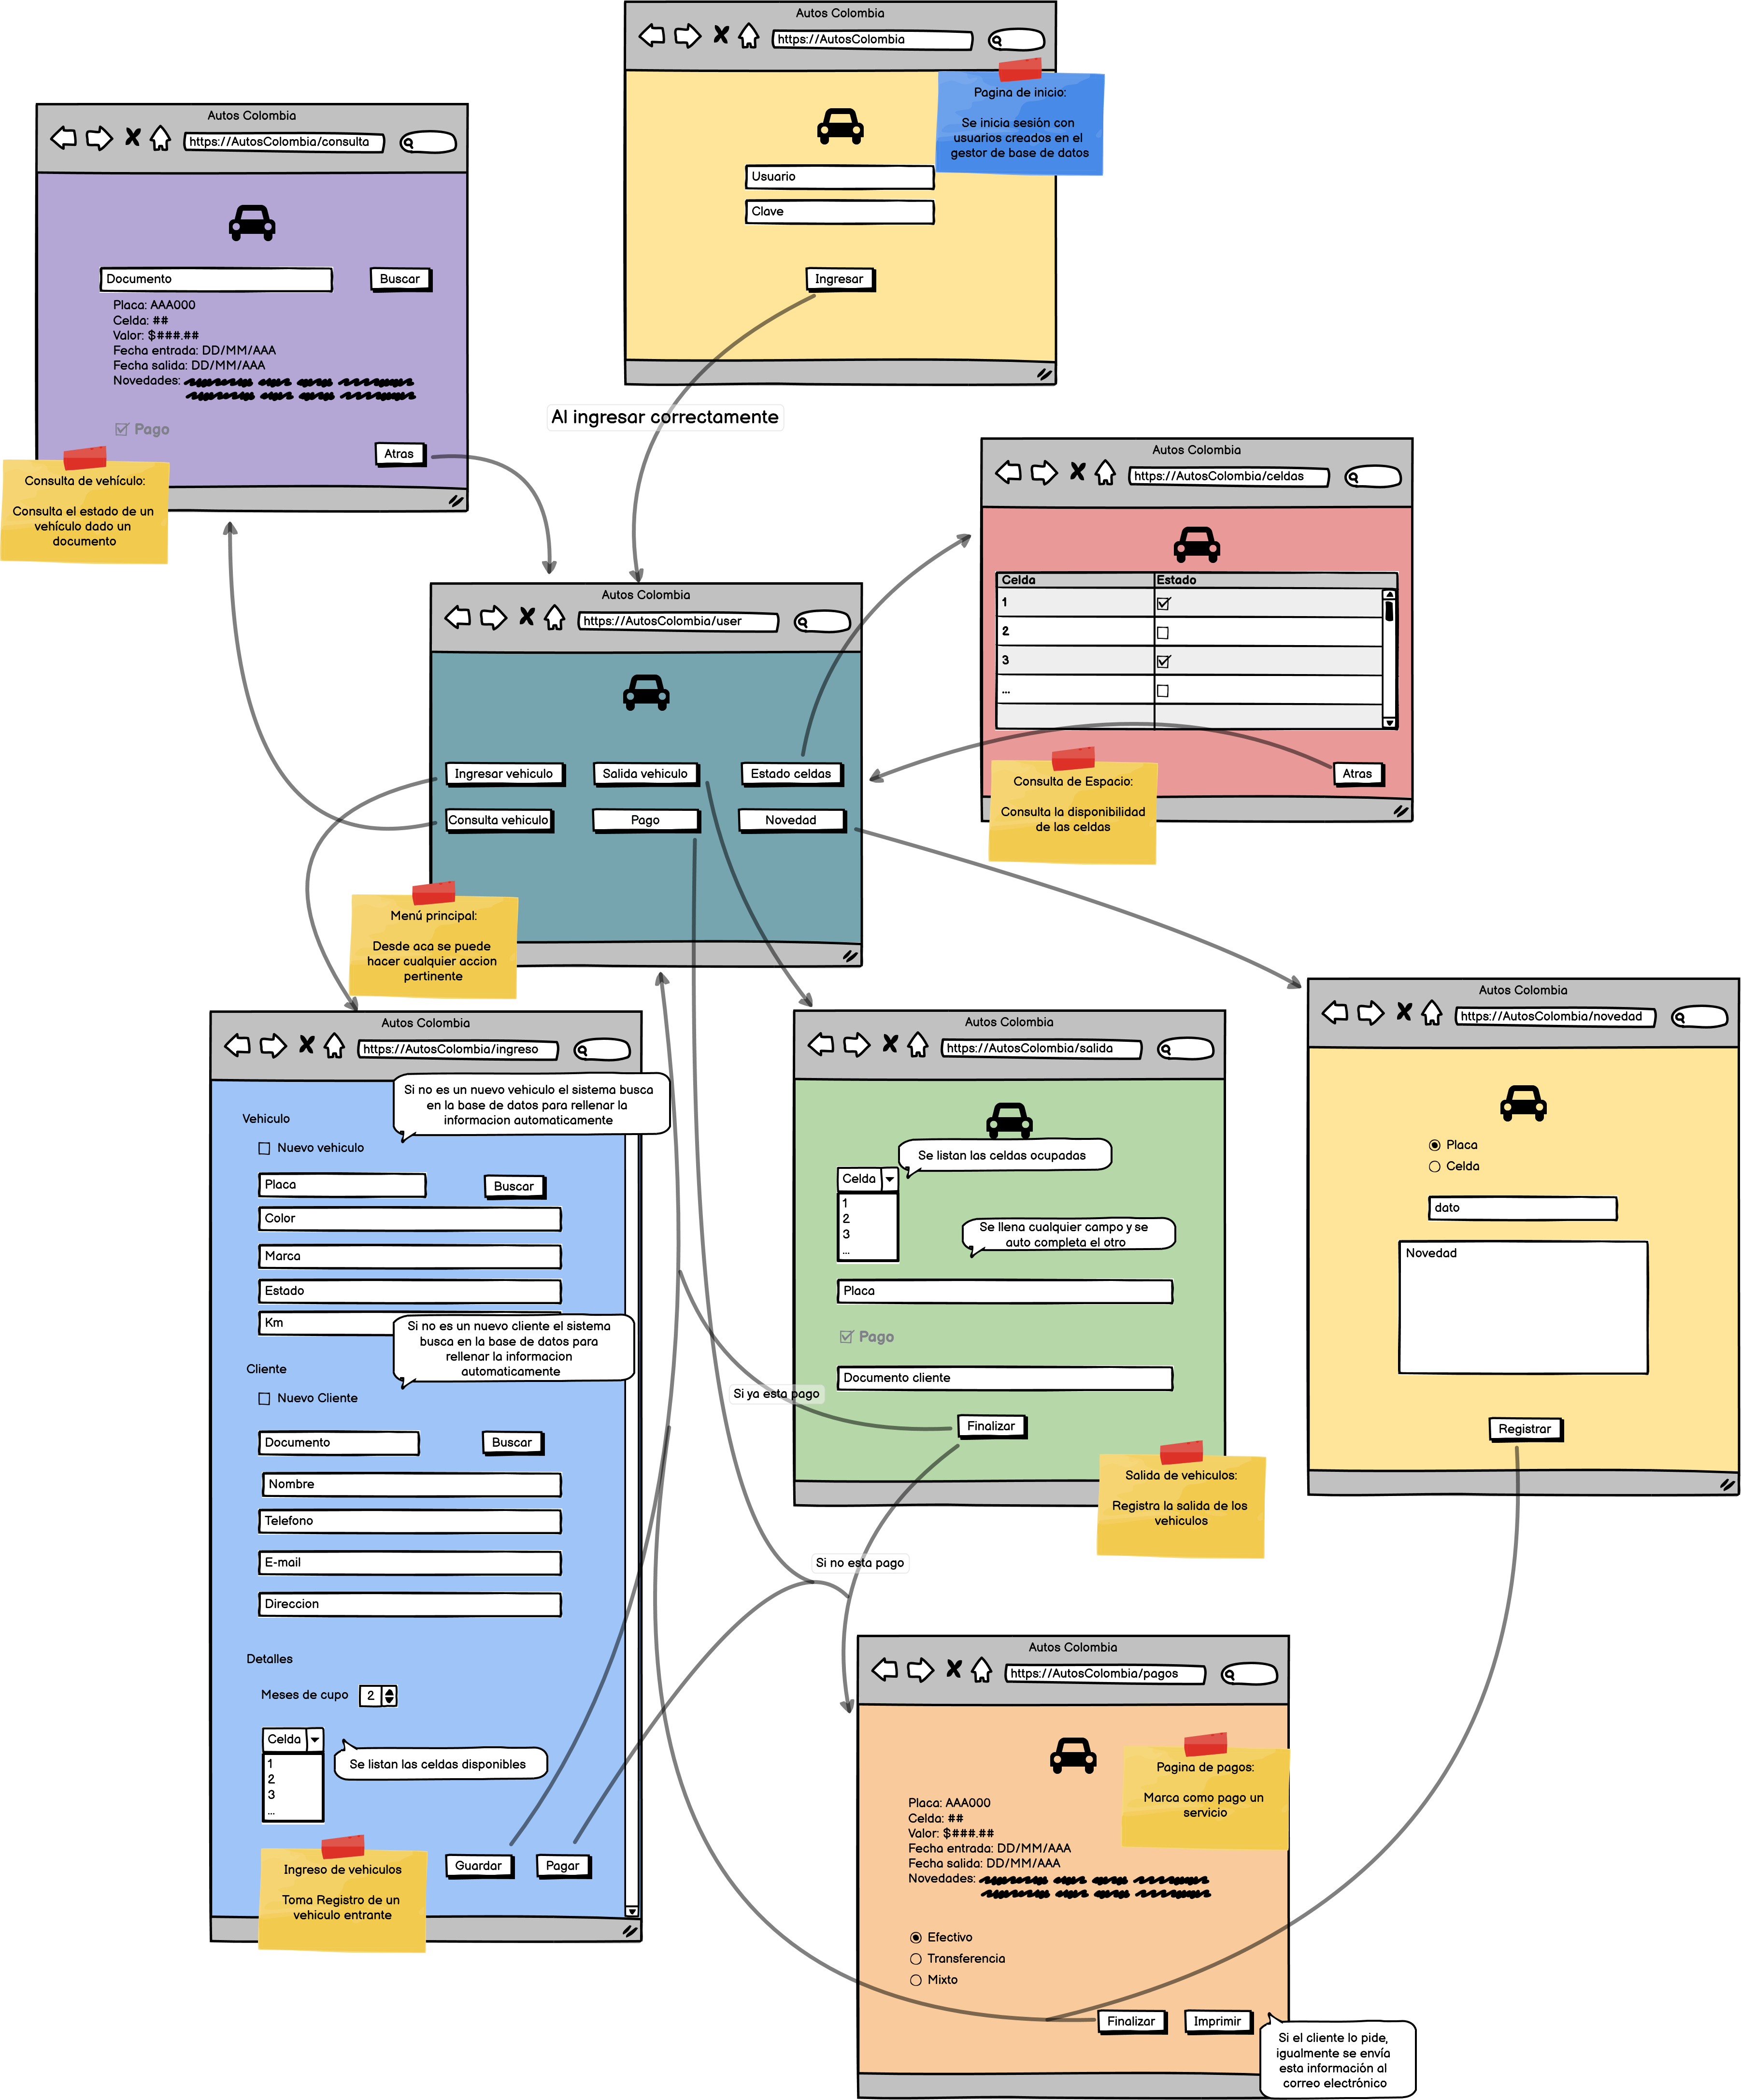 Autos Colombia
https://AutosColombia
Pagina de inicio:
Se inicia sesión con
usuarios creados en el
gestor de base de datos
Usuario
Clave
Ingresar
Al ingresar correctamente
Autos Colombia
https://AutosColombia/consulta
Documento
Buscar
Placa: AAA000
Celda: ##
Valor: $###.##
Fecha entrada: DD/MM/AAA
Fecha salida: DD/MM/AAA
Novedades:
Pago
Atras
Consulta de vehículo:
Consulta el estado de un
vehículo dado un
documento
Autos Colombia
https://AutosColombia/celdas
Celda Estado
1
2
3
...
Atras
Consulta de Espacio:
Consulta la disponibilidad
de las celdas
Autos Colombia
https://AutosColombia/user
Ingresar vehiculo
Salida vehiculo
Estado celdas
Consulta vehiculo
Pago
Novedad
Menú principal:
Desde aca se puede
hacer cualquier accion
pertinente
Autos Colombia
https://AutosColombia/ingreso
Si no es un nuevo vehiculo el sistema busca
en la base de datos para rellenar la
informacion automaticamente
Vehiculo
Nuevo vehiculo
Placa
Buscar
Color
Marca
Estado
Km
Si no es un nuevo cliente el sistema
busca en la base de datos para
rellenar la informacion
automaticamente
Cliente
Nuevo Cliente
Documento
Buscar
Nombre
Telefono
E-mail
Direccion
Detalles
Meses de cupo 2
Celda
1
2
3
...
Se listan las celdas disponibles
Guardar
Pagar
Ingreso de vehiculos
Toma Registro de un
vehiculo entrante
Autos Colombia
https://AutosColombia/salida
Se listan las celdas ocupadas
Celda
1
2
3
...
Se llena cualquier campo y se
auto completa el otro
Placa
Pago
Documento cliente
Si ya esta pago
Finalizar
Salida de vehiculos:
Registra la salida de los
vehiculos
Si no esta pago
Autos Colombia
https://AutosColombia/novedad
Placa
Celda
dato
Novedad
Registrar
Autos Colombia
https://AutosColombia/pagos
Pagina de pagos:
Marca como pago un
servicio
Placa: AAA000
Celda: ##
Valor: $###.##
Fecha entrada: DD/MM/AAA
Fecha salida: DD/MM/AAA
Novedades:
Efectivo
Transferencia
Mixto
Finalizar
Imprimir
Si el cliente lo pide,
igualmente se envía
esta información al
correo electrónico